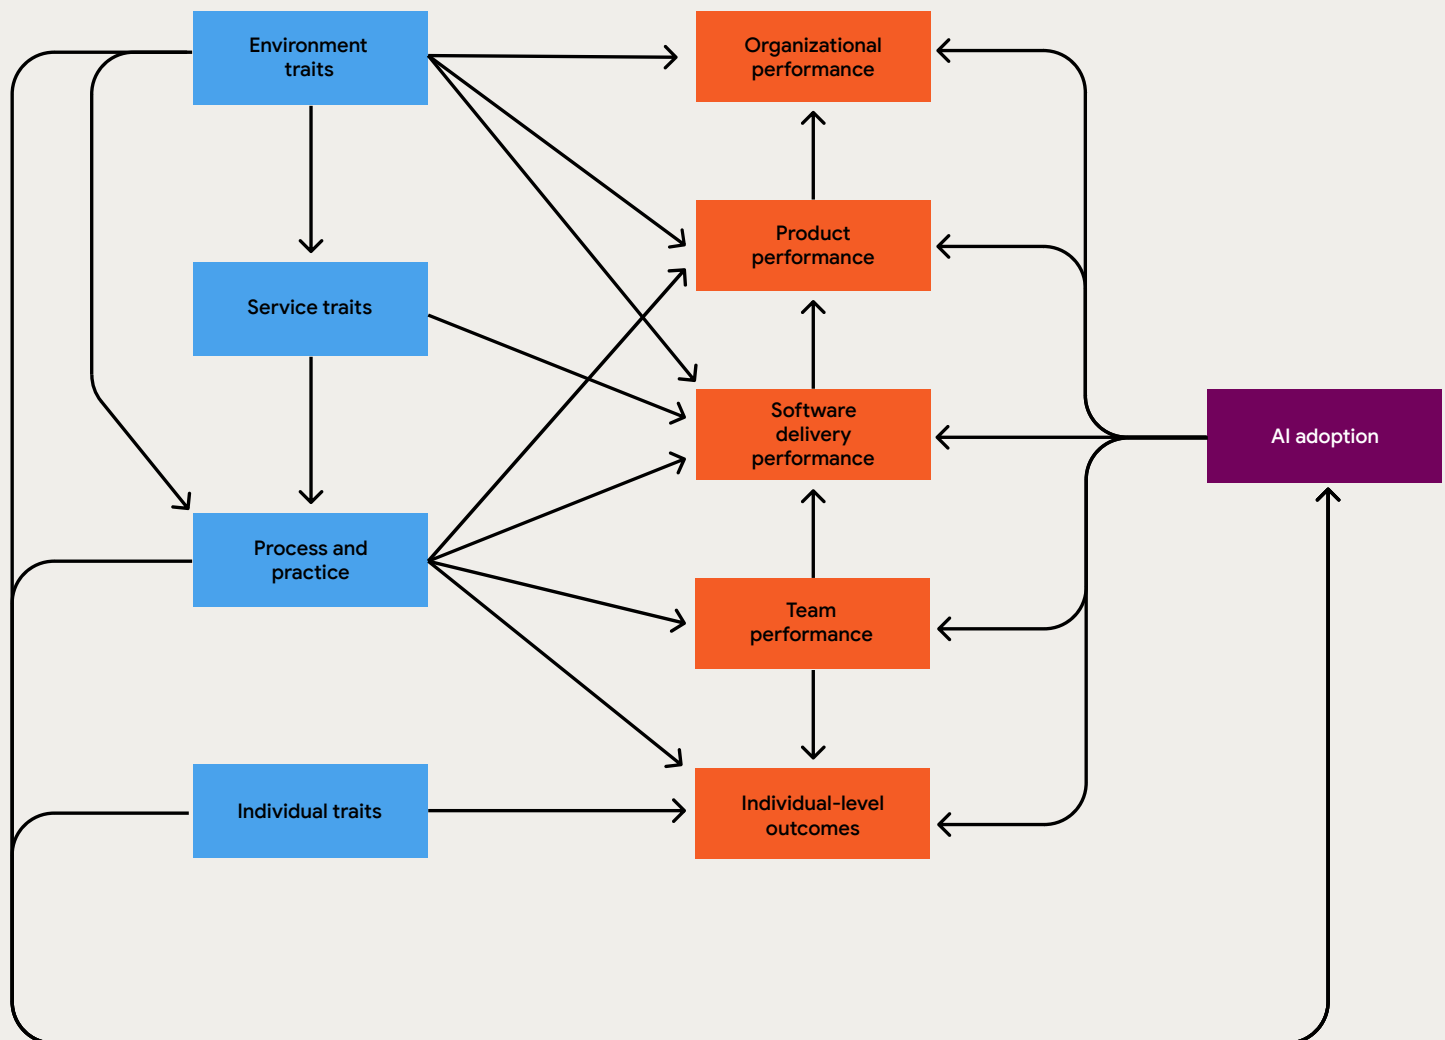 Environment
traits
Organizational
performance
Product
performance
Service traits
Software
delivery
performance
AI adoption
Process and
practice
Team
performance
Individual traits
Individual-level
outcomes